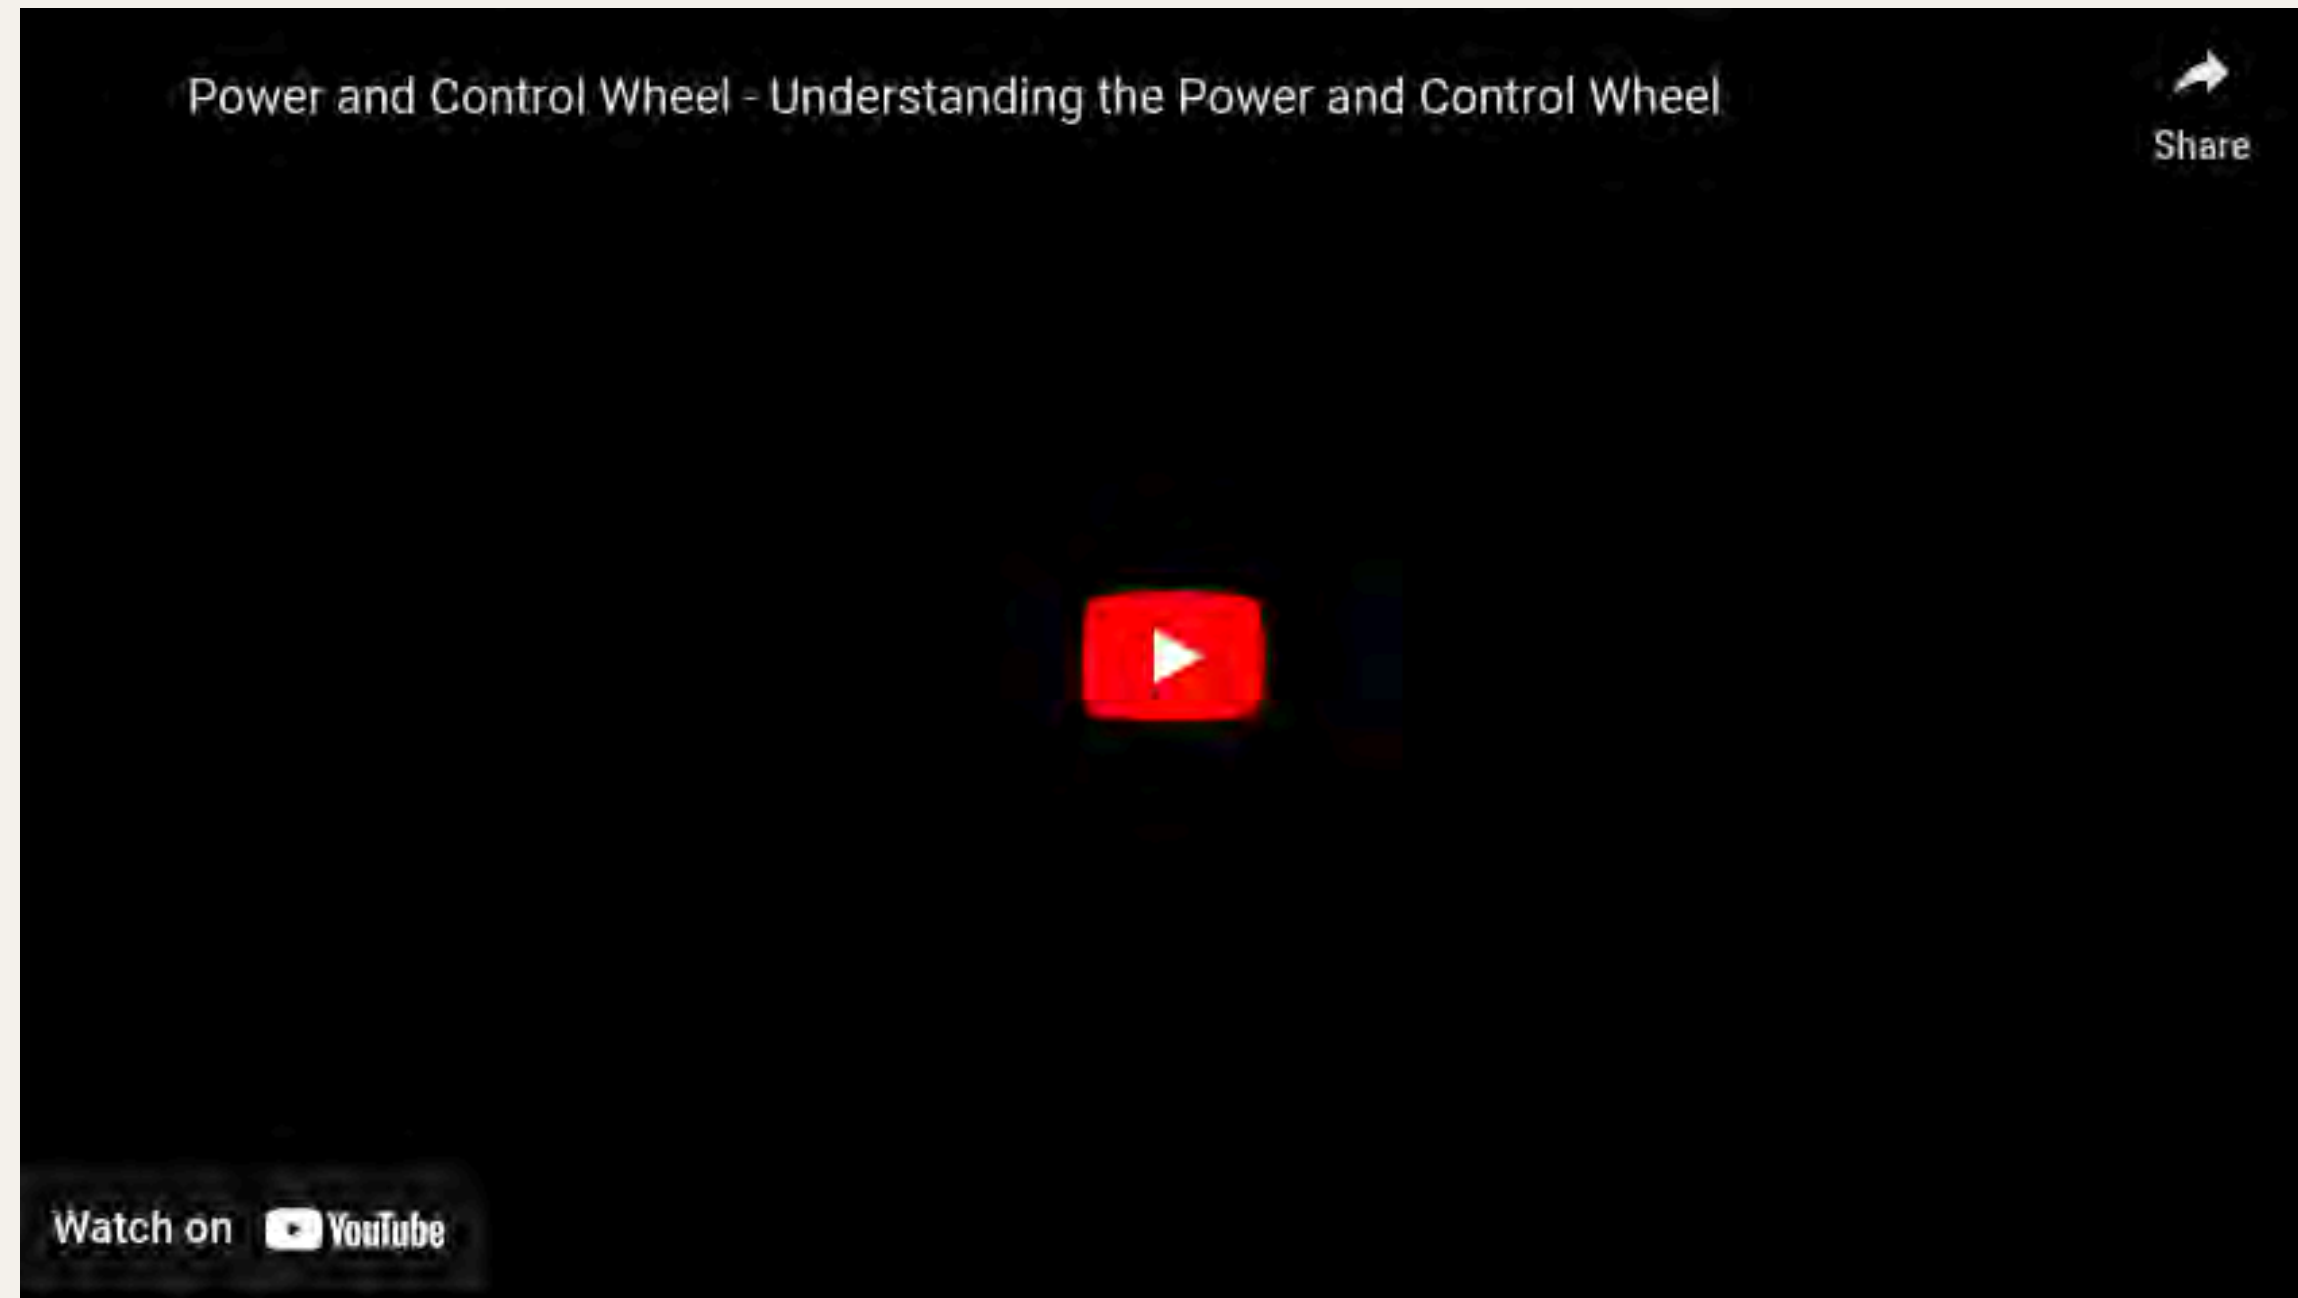 Power and Control Wheel - Understanding the Power and Control Wheel
Share
Watch on YouTube